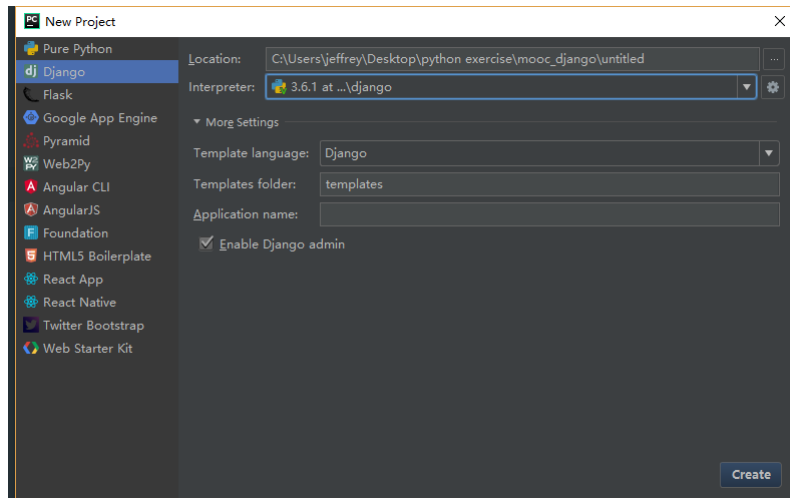 PC New Project
Pure Python
dj Django
Flask
Google App Engine
Pyramid
Web2Py
Angular CLI
AngularJS
Foundation
HTML5 Boilerplate
React App
React Native
Twitter Bootstrap
Web Starter Kit
Location: C:\Users\jeffrey\Desktop\python exercise\mooc_django\untitled ...
Interpreter: 3.6.1 at ...\django
More Settings
Template language: Django
Templates folder: templates
Application name:
Enable Django admin
Create